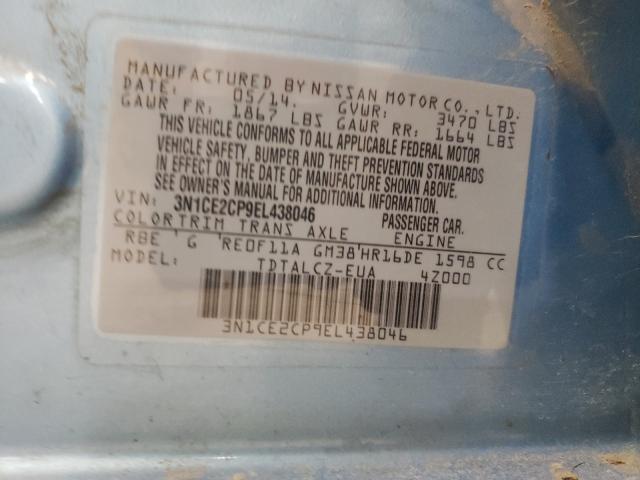 MANUFACTURED BY NISSAN MOTOR CO., LTD.
DATE: 05/14. GVWR: 3470 LBS
GAWR FR: 1867 LBS GAWR RR: 1664 LBS
THIS VEHICLE CONFORMS TO ALL APPLICABLE FEDERAL MOTOR
VEHICLE SAFETY, BUMPER AND THEFT PREVENTION STANDARDS
IN EFFECT ON THE DATE OF MANUFACTURE SHOWN ABOVE.
SEE OWNER'S MANUAL FOR ADDITIONAL INFORMATION.
VIN: 3N1CE2CP9EL438046 PASSENGER CAR.
COLOR TRIM TRANS AXLE ENGINE
RBE ' G 'RE0F11A GM38'HR16DE 1598 CC
MODEL: TDTALCZ-EUA 4Z000
3N1CE2CP9EL438046